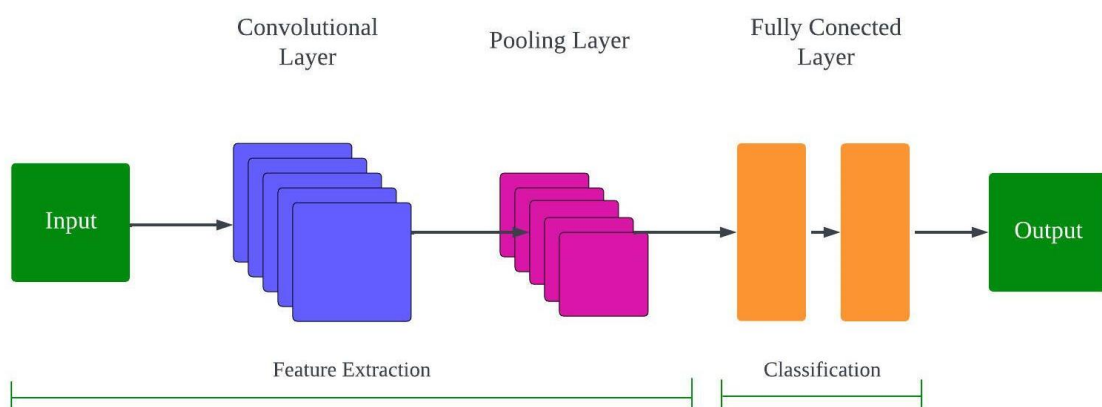 Convolutional
Layer
Pooling Layer
Fully Conected
Layer
Input
Output
Feature Extraction
Classification